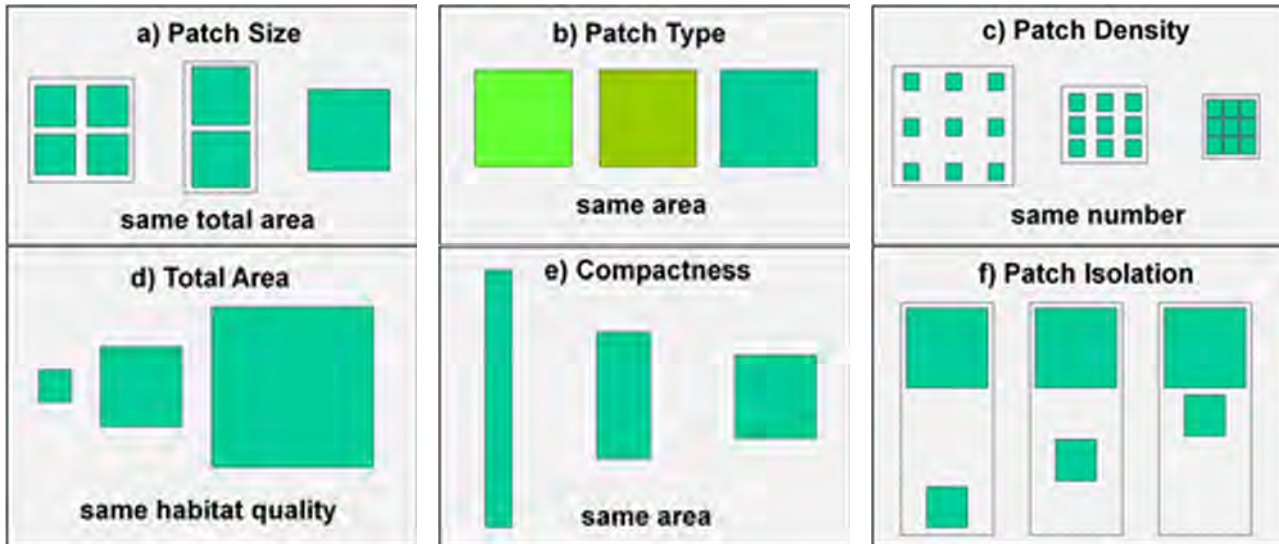 a) Patch Size
same total area
b) Patch Type
same area
c) Patch Density
same number
d) Total Area
same habitat quality
e) Compactness
same area
f) Patch Isolation